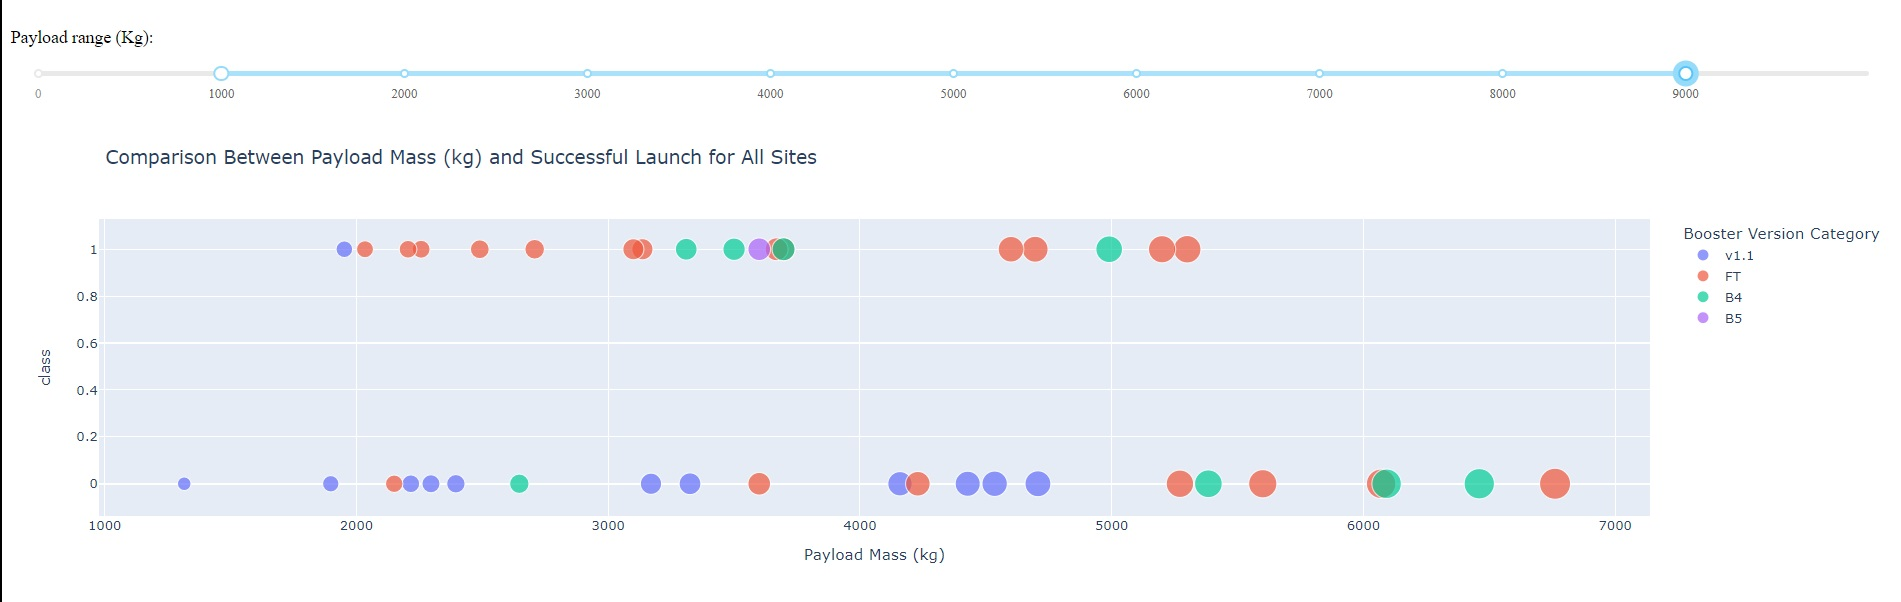 Payload range (Kg):
0 1000 2000 3000 4000 5000 6000 7000 8000 9000
Comparison Between Payload Mass (kg) and Successful Launch for All Sites
Booster Version Category
v1.1
FT
B4
B5
1
0.8
0.6
0.4
0.2
0
class
1000 2000 3000 4000 5000 6000 7000
Payload Mass (kg)